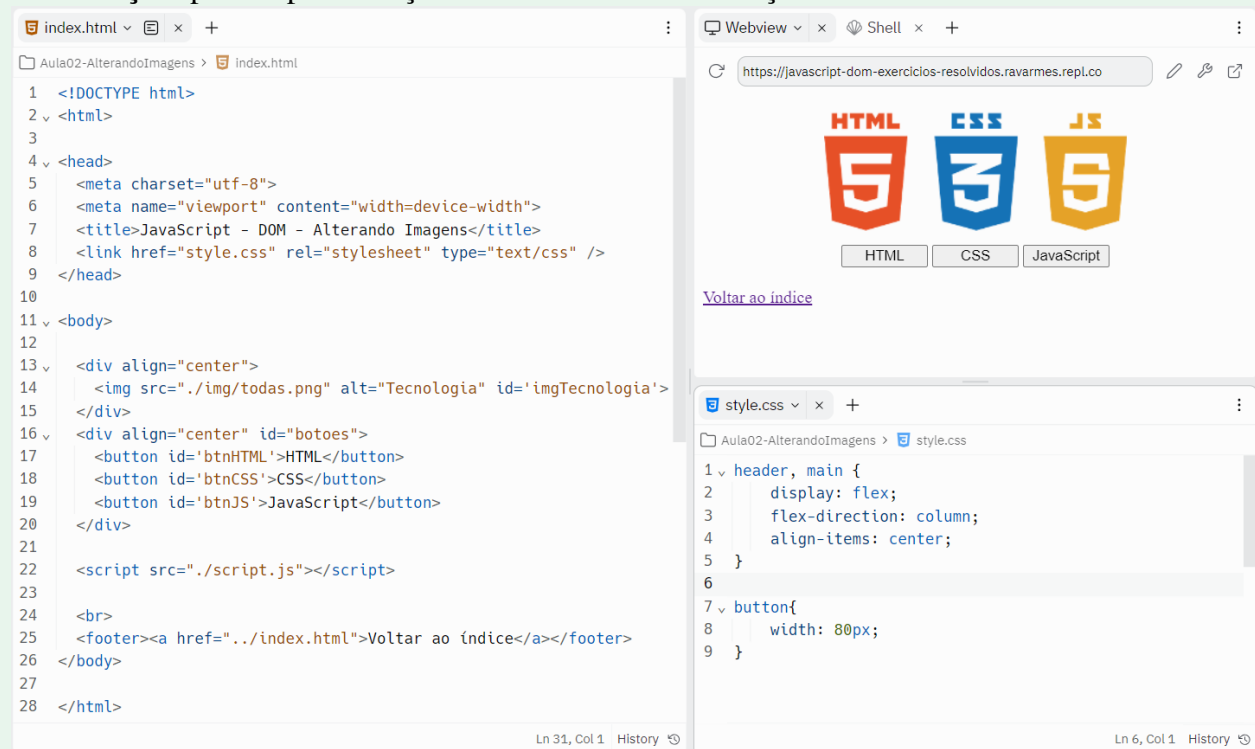 index.html
Aula02-AlterandoImagens > index.html
1 <!DOCTYPE html>
2 <html>
3
4 <head>
5   <meta charset="utf-8">
6   <meta name="viewport" content="width=device-width">
7   <title>JavaScript - DOM - Alterando Imagens</title>
8   <link href="style.css" rel="stylesheet" type="text/css" />
9 </head>
10
11 <body>
12
13   <div align="center">
14     <img src="./img/todas.png" alt="Tecnologia" id='imgTecnologia'>
15   </div>
16   <div align="center" id="botoes">
17     <button id='btnHTML'>HTML</button>
18     <button id='btnCSS'>CSS</button>
19     <button id='btnJS'>JavaScript</button>
20   </div>
21
22   <script src="./script.js"></script>
23
24   <br>
25   <footer><a href="../index.html">Voltar ao índice</a></footer>
26 </body>
27
28 </html>
Ln 31, Col 1 History
Webview Shell
https://javascript-dom-exercicios-resolvidos.ravarmes.repl.co
HTML CSS JS
5 3 5
HTML CSS JavaScript
Voltar ao índice
style.css
Aula02-AlterandoImagens > style.css
1 header, main {
2     display: flex;
3     flex-direction: column;
4     align-items: center;
5 }
6
7 button{
8     width: 80px;
9 }
Ln 6, Col 1 History